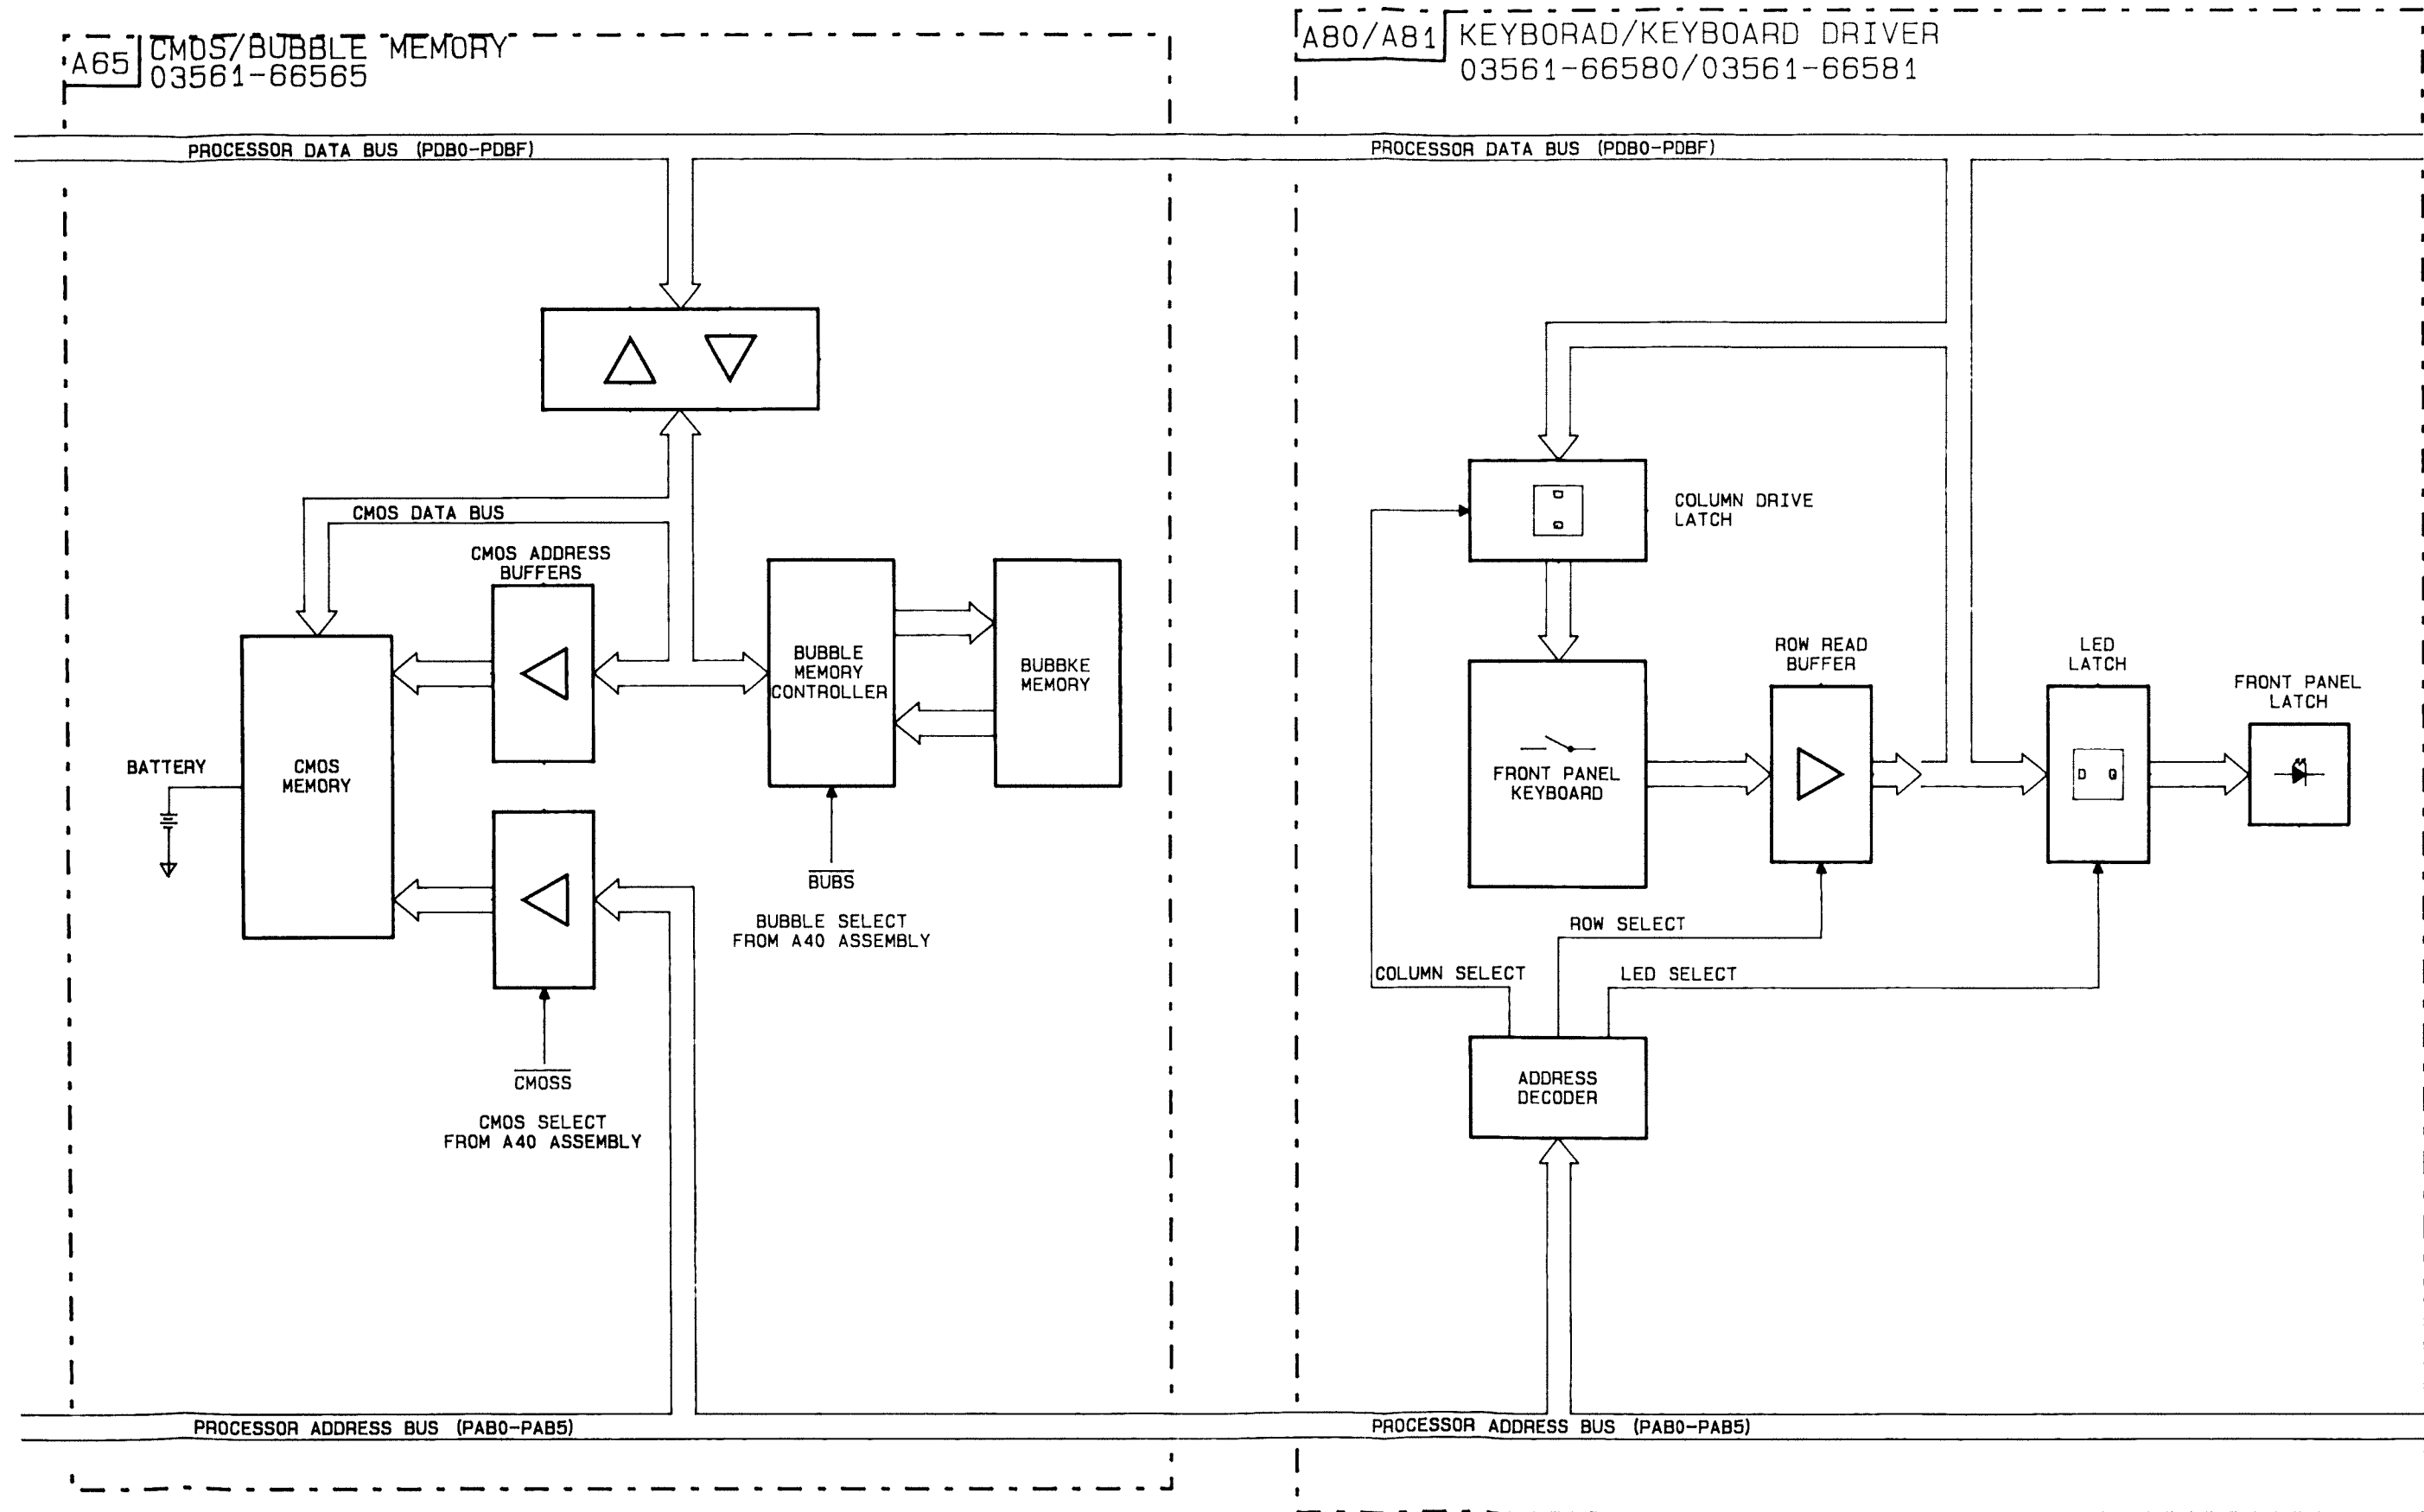 A65
CMOS/BUBBLE MEMORY
03561-66565
PROCESSOR DATA BUS (PDB0-PDBF)
CMOS DATA BUS
CMOS ADDRESS
BUFFERS
BUBBLE
MEMORY
CONTROLLER
BUBBKE
MEMORY
BATTERY
CMOS
MEMORY
BUBS
BUBBLE SELECT
FROM A40 ASSEMBLY
CMOSS
CMOS SELECT
FROM A40 ASSEMBLY
PROCESSOR ADDRESS BUS (PAB0-PAB5)
A80/A81
KEYBORAD/KEYBOARD DRIVER
03561-66580/03561-66581
PROCESSOR DATA BUS (PDB0-PDBF)
D
Q
COLUMN DRIVE
LATCH
ROW READ
BUFFER
LED
LATCH
FRONT PANEL
LATCH
FRONT PANEL
KEYBOARD
D Q
ROW SELECT
COLUMN SELECT
LED SELECT
ADDRESS
DECODER
PROCESSOR ADDRESS BUS (PAB0-PAB5)